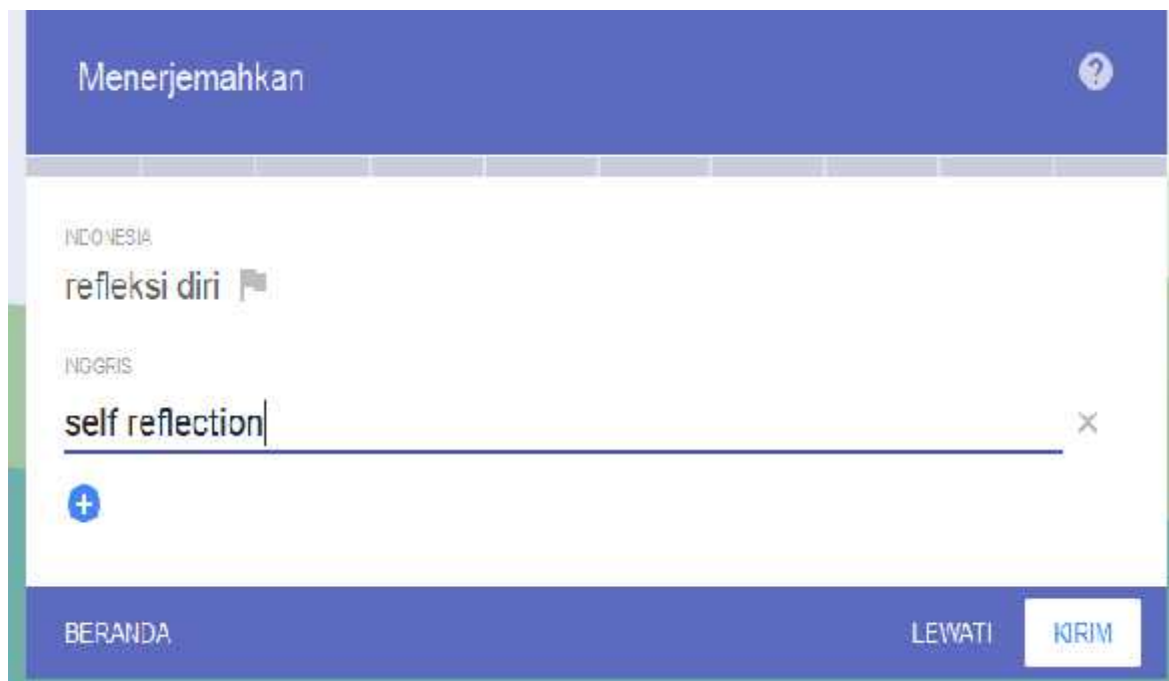 Menerjemahkan
INDONESIA
refleksi diri
INGGRIS
self reflection
BERANDA
LEWATI
KIRIM